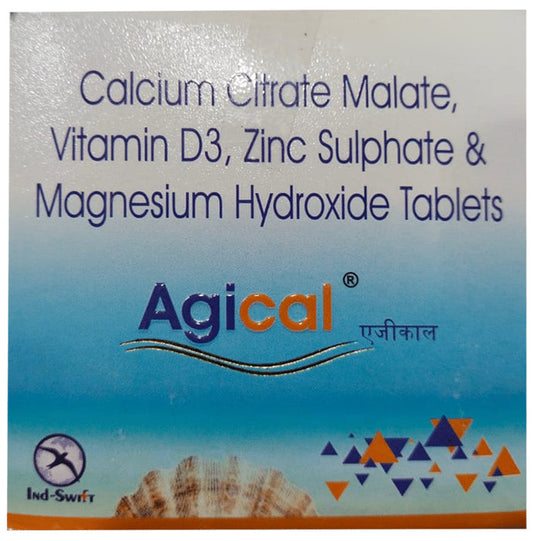 Calcium Citrate Malate,
Vitamin D3, Zinc Sulphate &
Magnesium Hydroxide Tablets
Agical ®
एजीकाल
IND-SWIFT